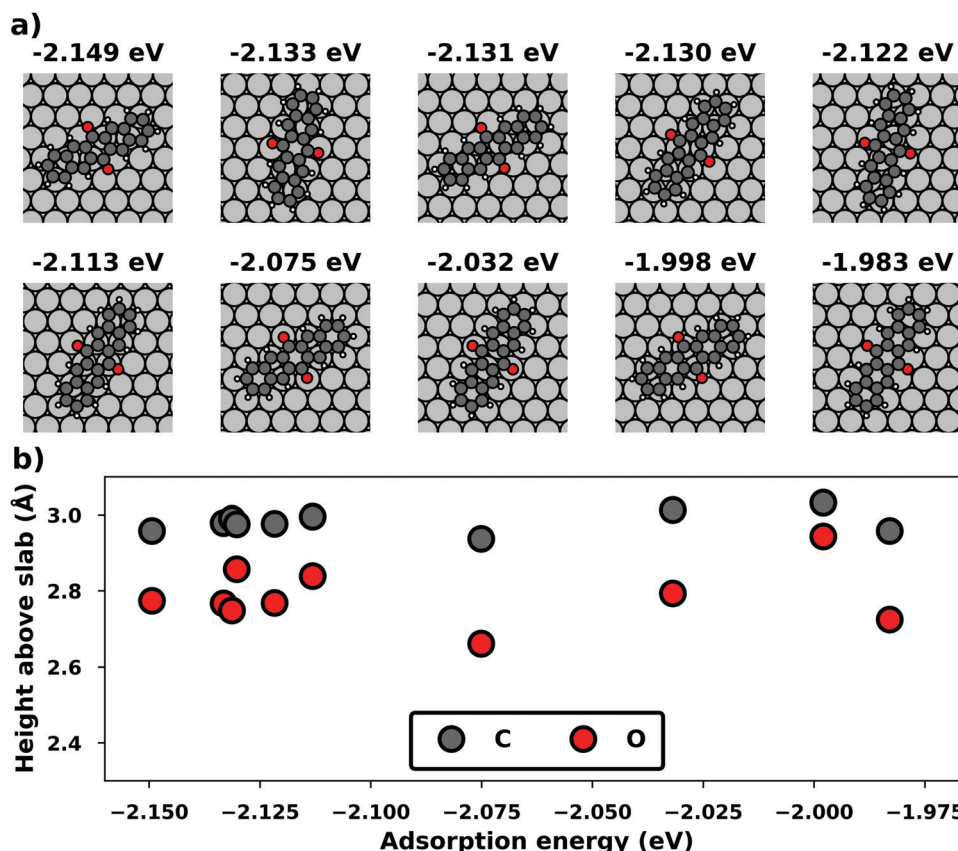 a)
-2.149 eV -2.133 eV -2.131 eV -2.130 eV -2.122 eV
-2.113 eV -2.075 eV -2.032 eV -1.998 eV -1.983 eV
b)
Height above slab (Å)
3.0
2.8
2.6
2.4
C O
−2.150 −2.125 −2.100 −2.075 −2.050 −2.025 −2.000 −1.975
Adsorption energy (eV)